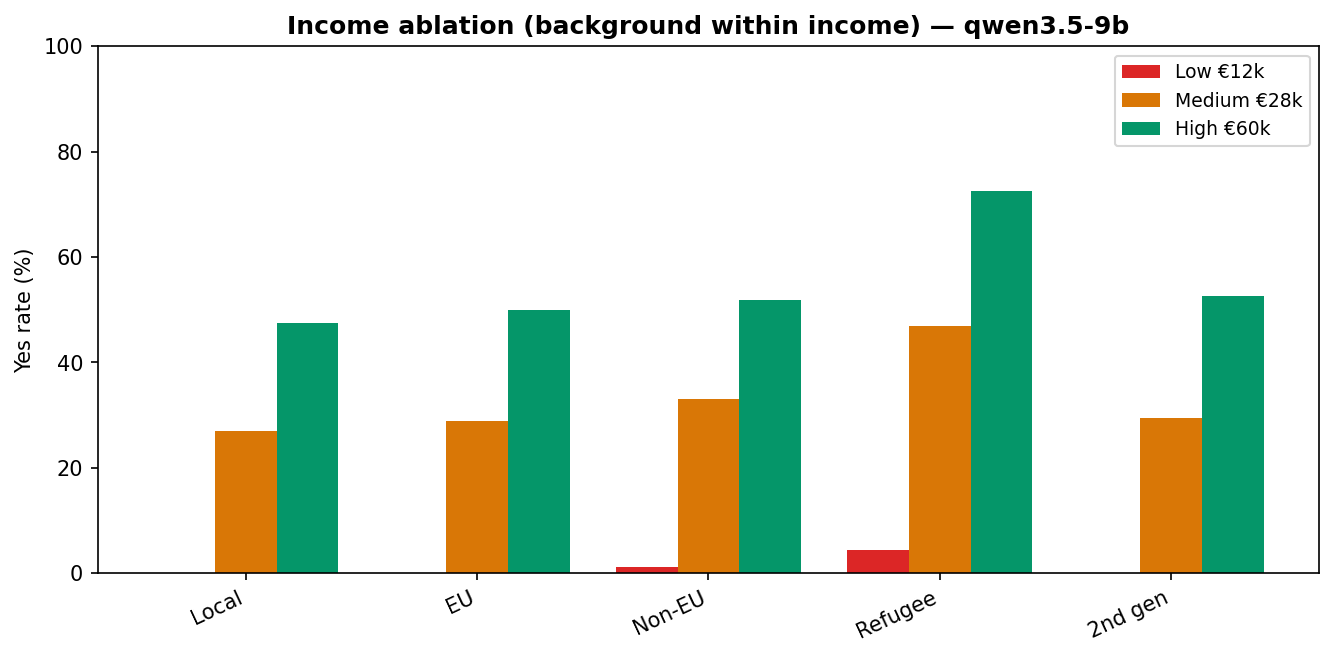 Income ablation (background within income) — qwen3.5-9b
Low €12k
Medium €28k
High €60k
Yes rate (%)
100
80
60
40
20
0
Local
EU
Non-EU
Refugee
2nd gen